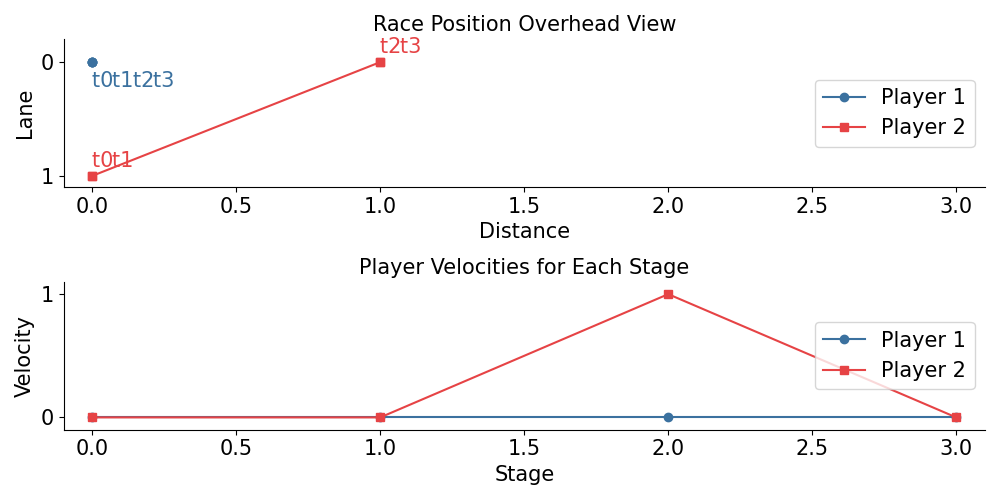 Race Position Overhead View
t2t3
0
t0t1t2t3
Player 1
Player 2
Lane
t0t1
1
0.0 0.5 1.0 1.5 2.0 2.5 3.0
Distance
Player Velocities for Each Stage
1
Player 1
Player 2
Velocity
0
0.0 0.5 1.0 1.5 2.0 2.5 3.0
Stage